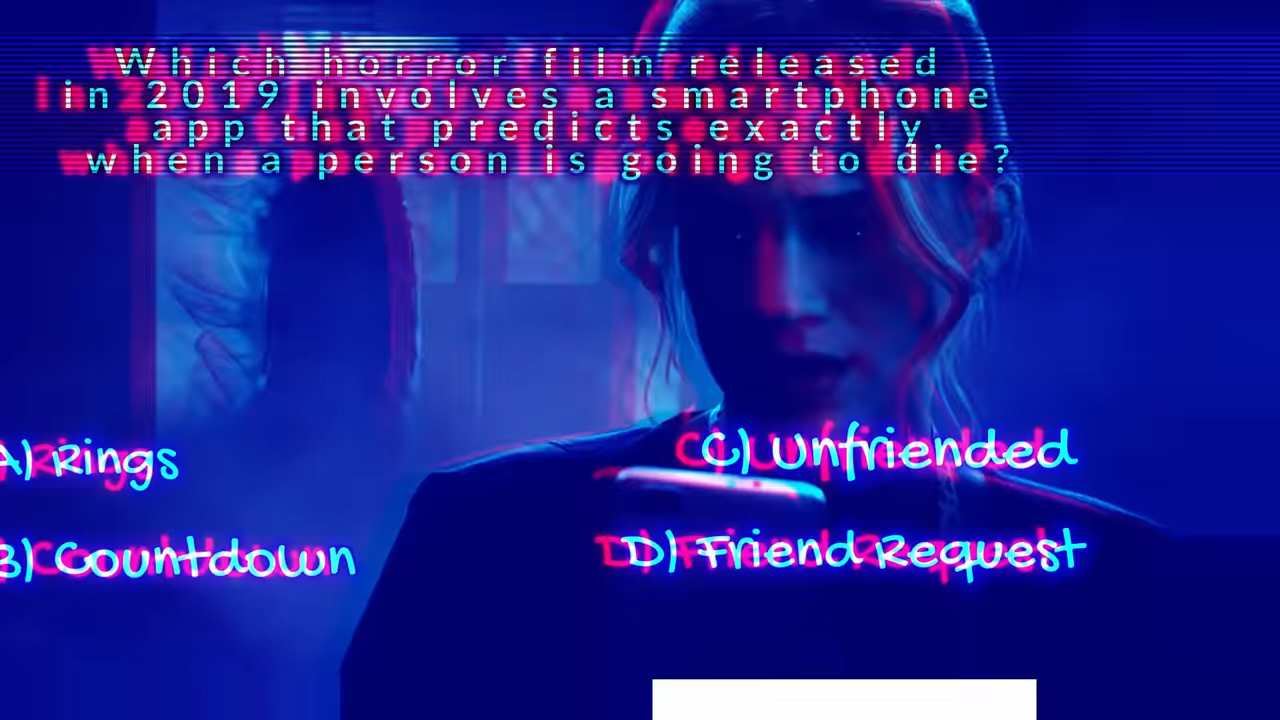 Which horror film released
in 2019 involves a smartphone
app that predicts exactly
when a person is going to die?
A) Rings
C) Unfriended
B) Countdown
D) Friend Request